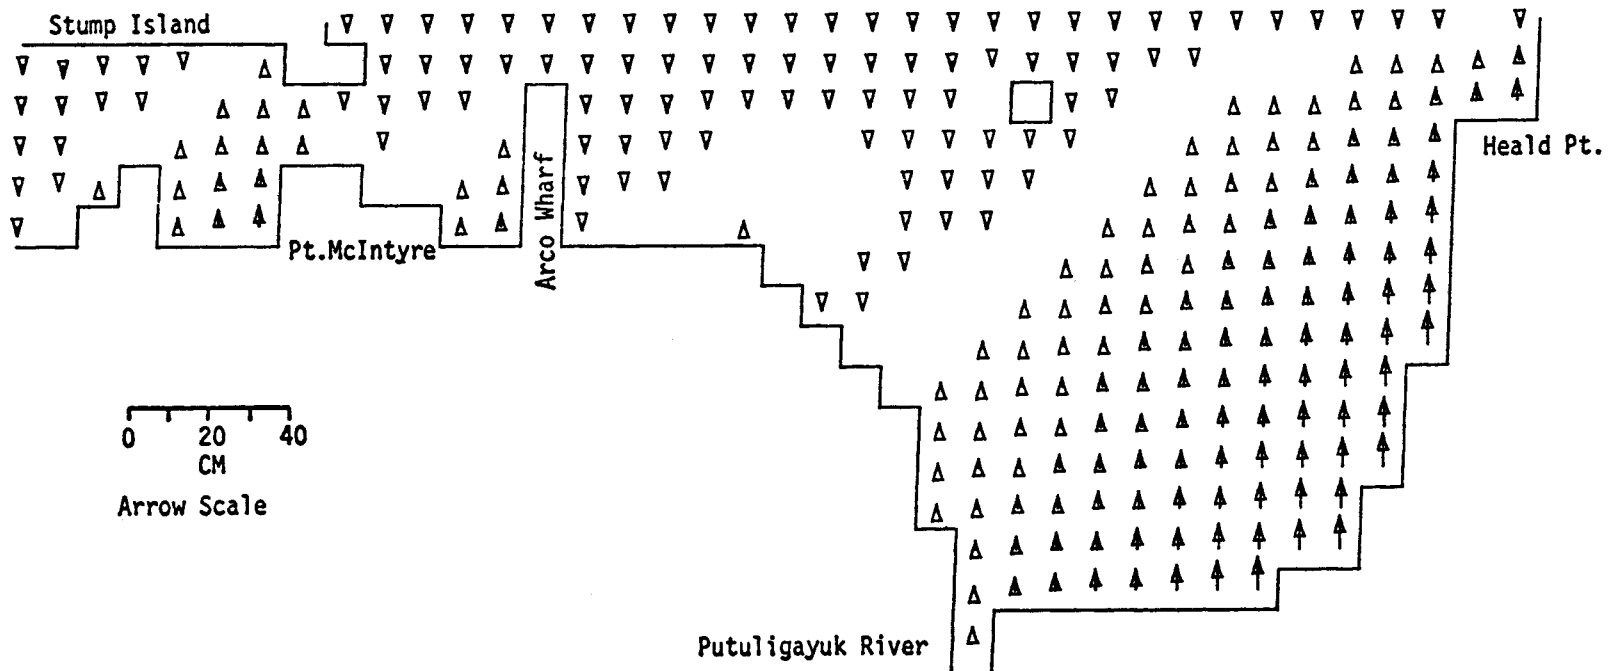 Stump Island
Heald Pt.
Arco Wharf
Pt.McIntyre
0 20 40
CM
Arrow Scale
Putuligayuk River